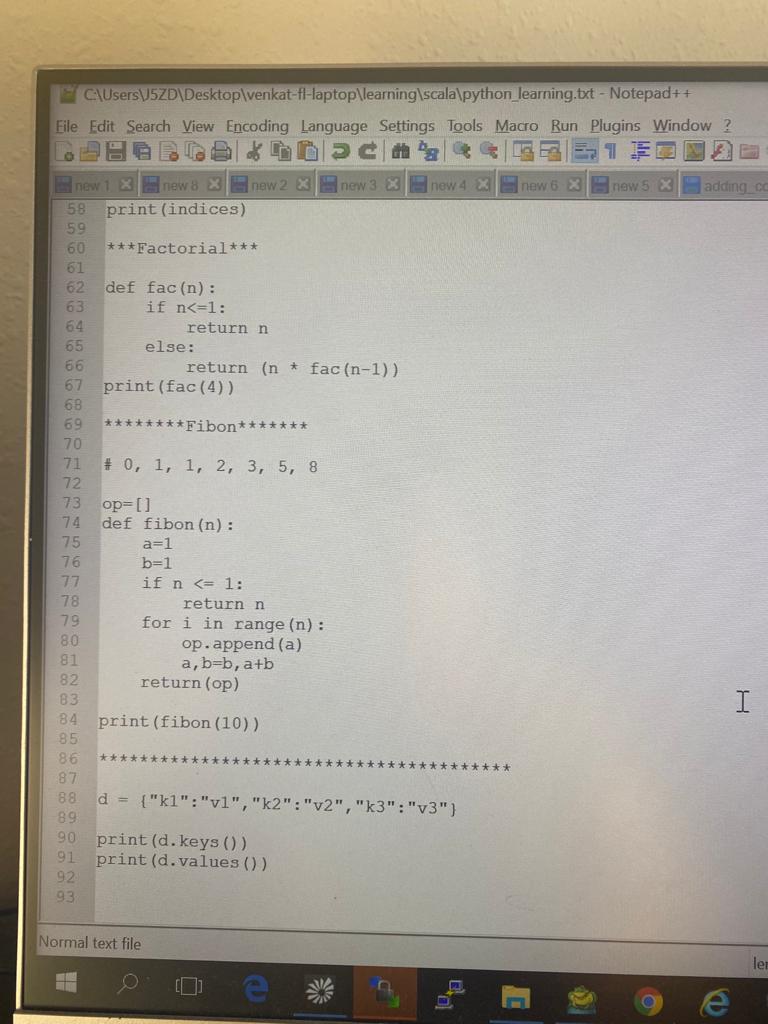 C:\Users\J5ZD\Desktop\venkat-fl-laptop\learning\scala\python_learning.txt - Notepad++
File Edit Search View Encoding Language Settings Tools Macro Run Plugins Window ?
new 1 new 8 new 2 new 3 new 4 new 6 new 5 adding_co
58 print(indices)
59
60 ***Factorial***
61
62 def fac(n):
63     if n<=1:
64         return n
65     else:
66         return (n * fac(n-1))
67 print(fac(4))
68
69 ********Fibon*******
70
71 # 0, 1, 1, 2, 3, 5, 8
72
73 op=[]
74 def fibon(n):
75     a=1
76     b=1
77     if n <= 1:
78         return n
79     for i in range(n):
80         op.append(a)
81         a,b=b,a+b
82     return(op)
83
84 print(fibon(10))
85
86 ****************************************
87
88 d = {"k1":"v1","k2":"v2","k3":"v3"}
89
90 print(d.keys())
91 print(d.values())
92
93
Normal text file
ler